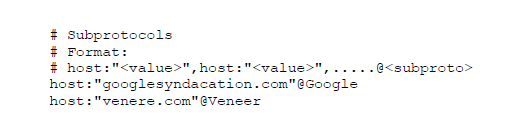 # Subprotocols
# Format:
# host:"<value>",host:"<value>",.....@<subproto>
host:"googlesyndacation.com"@Google
host:"venere.com"@Veneer